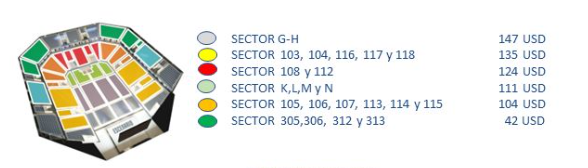 SECTOR G-H 147 USD
SECTOR 103, 104, 116, 117 y 118 135 USD
SECTOR 108 y 112 124 USD
SECTOR K,L,M y N 111 USD
SECTOR 105, 106, 107, 113, 114 y 115 104 USD
SECTOR 305,306, 312 y 313 42 USD